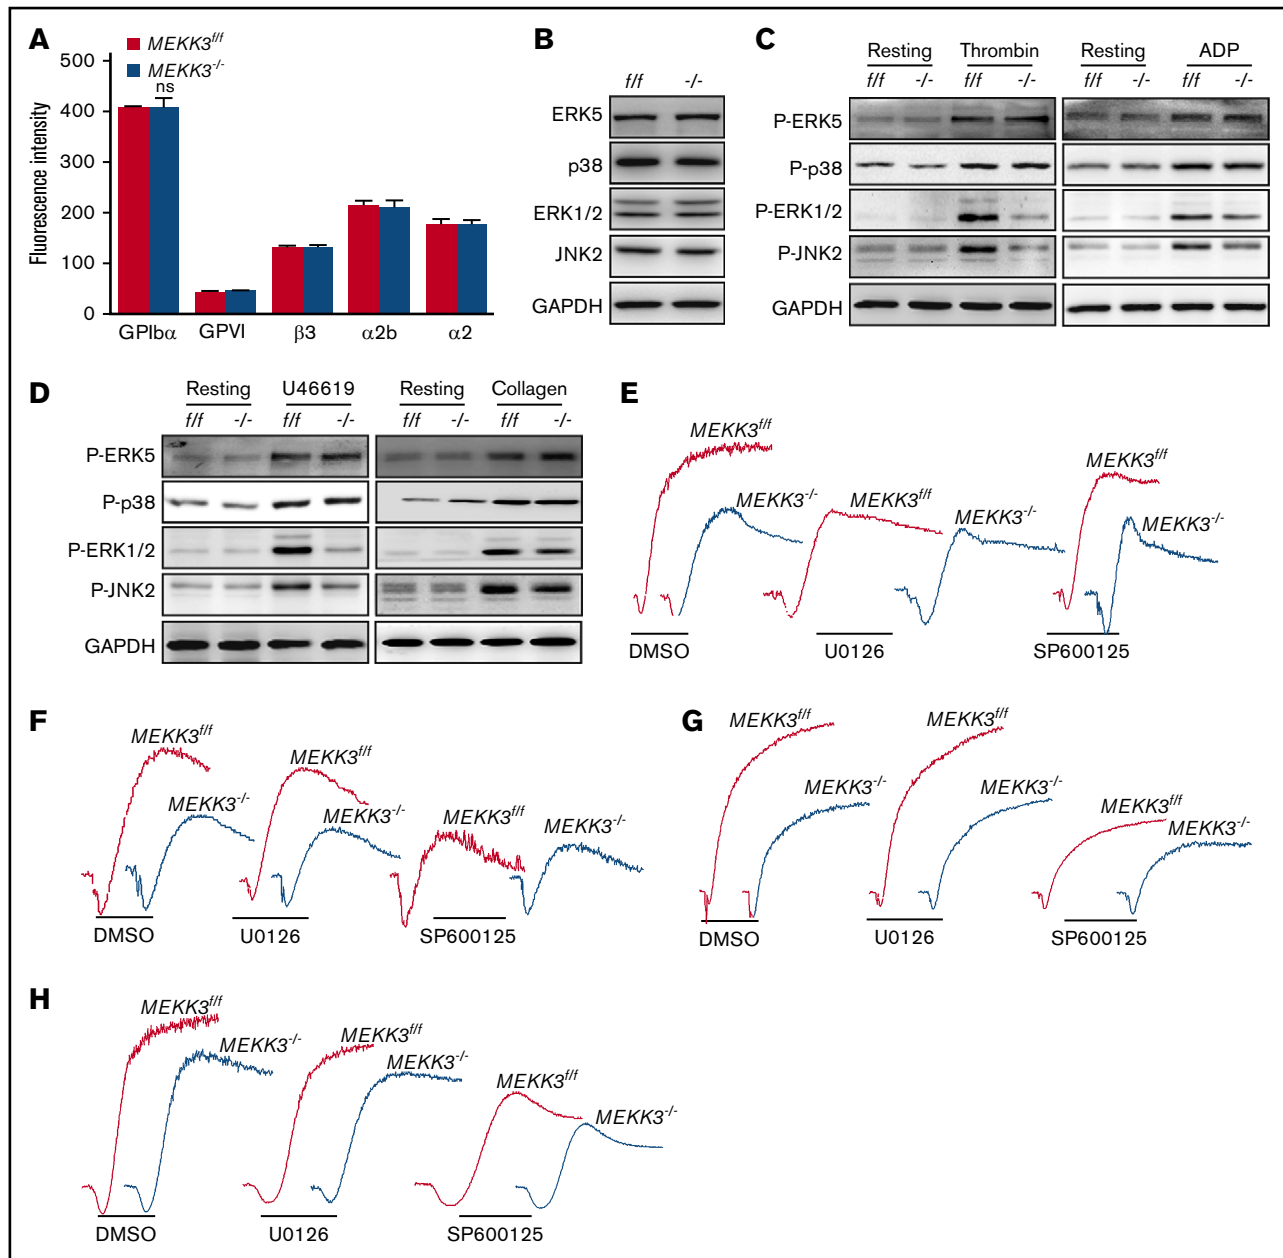 A
MEKK3f/f
MEKK3-/-
ns
Fluorescence intensity
500
400
300
200
100
0
GPIbα GPVI β3 α2b α2
B
f/f -/-
ERK5
p38
ERK1/2
JNK2
GAPDH
C
Resting Thrombin Resting ADP
f/f -/- f/f -/- f/f -/- f/f -/-
P-ERK5
P-p38
P-ERK1/2
P-JNK2
GAPDH
D
Resting U46619 Resting Collagen
f/f -/- f/f -/- f/f -/- f/f -/-
P-ERK5
P-p38
P-ERK1/2
P-JNK2
GAPDH
E
MEKK3f/f MEKK3-/- MEKK3f/f MEKK3-/- MEKK3f/f MEKK3-/-
DMSO U0126 SP600125
F
MEKK3f/f MEKK3-/- MEKK3f/f MEKK3-/- MEKK3f/f MEKK3-/-
DMSO U0126 SP600125
G
MEKK3f/f MEKK3-/- MEKK3f/f MEKK3-/- MEKK3f/f MEKK3-/-
DMSO U0126 SP600125
H
MEKK3f/f MEKK3-/- MEKK3f/f MEKK3-/- MEKK3f/f MEKK3-/-
DMSO U0126 SP600125